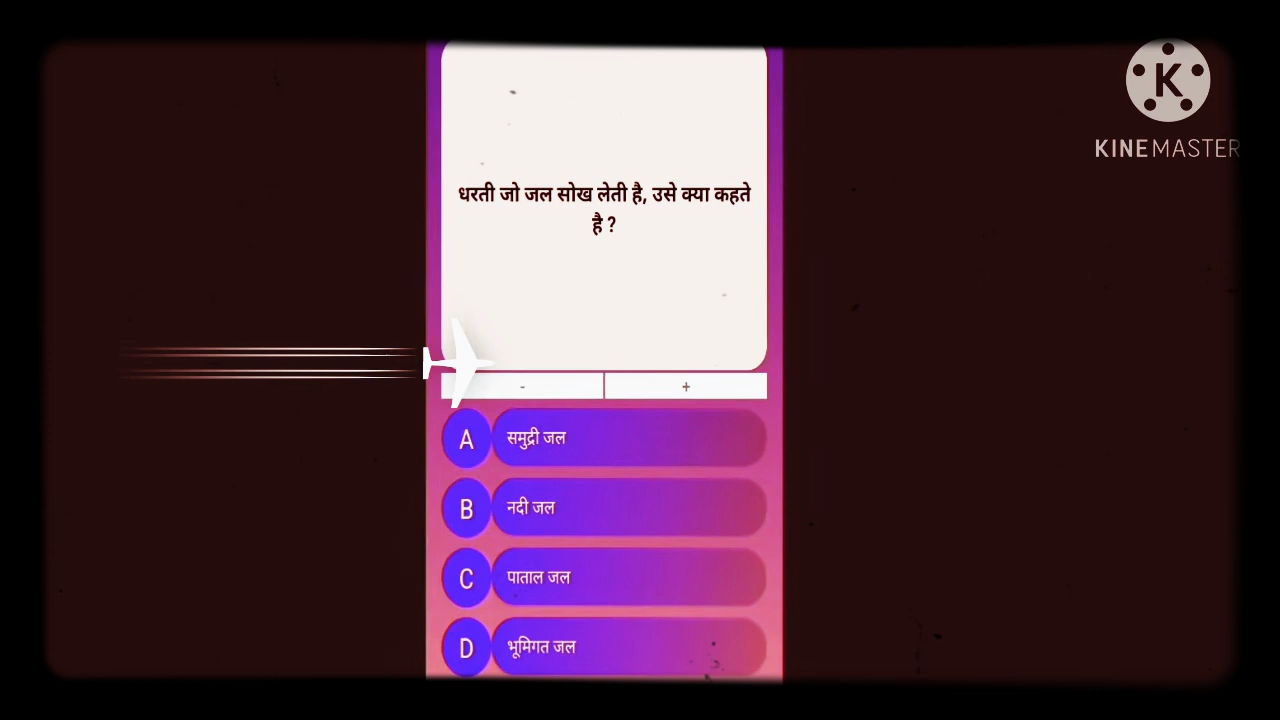 K
KINEMASTER
धरती जो जल सोख लेती है, उसे क्या कहते
है ?
- +
A समुद्री जल
B नदी जल
C पाताल जल
D भूमिगत जल